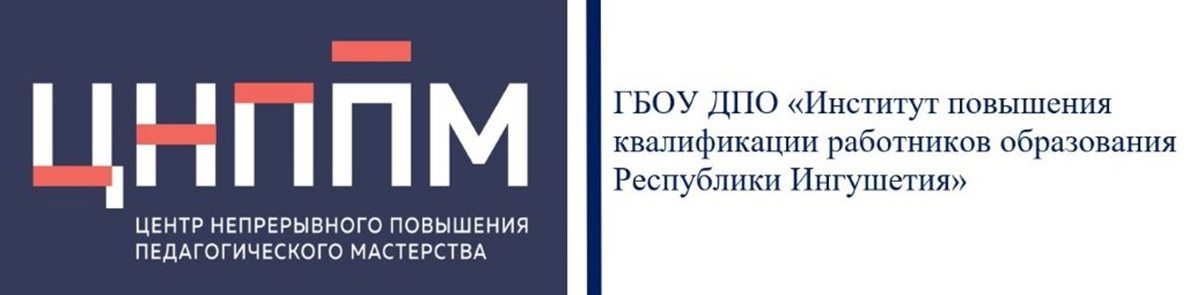 ЦНППМ
ЦЕНТР НЕПРЕРЫВНОГО ПОВЫШЕНИЯ
ПЕДАГОГИЧЕСКОГО МАСТЕРСТВА
ГБОУ ДПО «Институт повышения
квалификации работников образования
Республики Ингушетия»